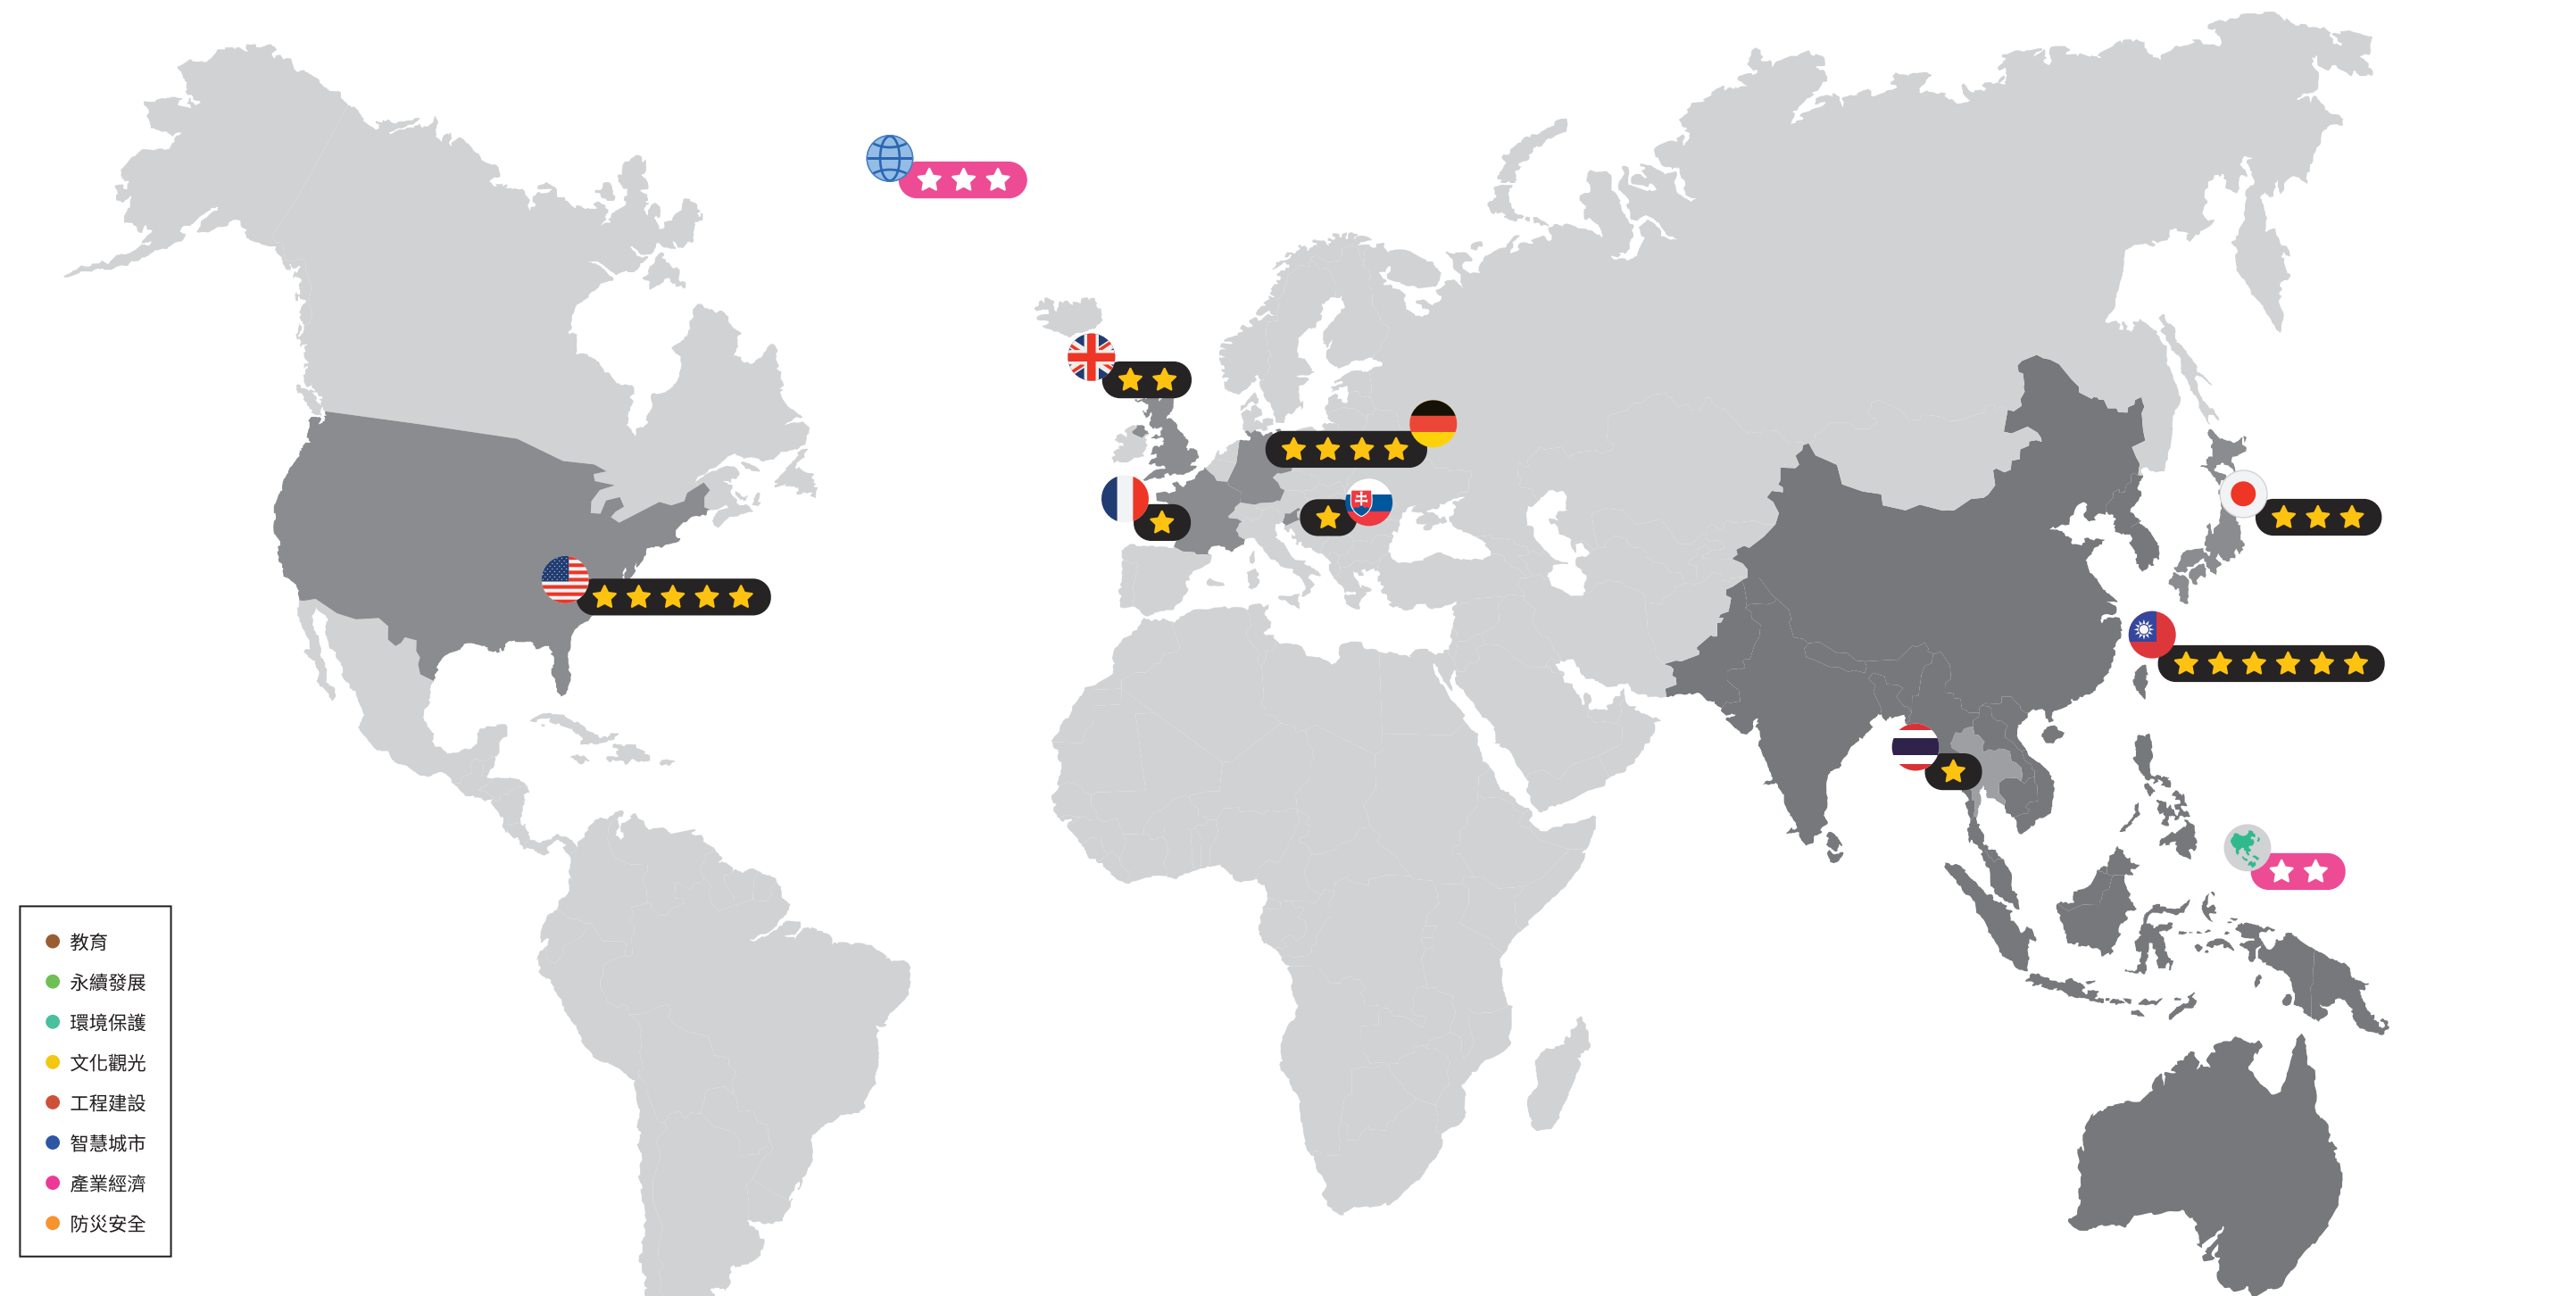 教育
永續發展
環境保護
文化觀光
工程建設
智慧城市
產業經濟
防災安全